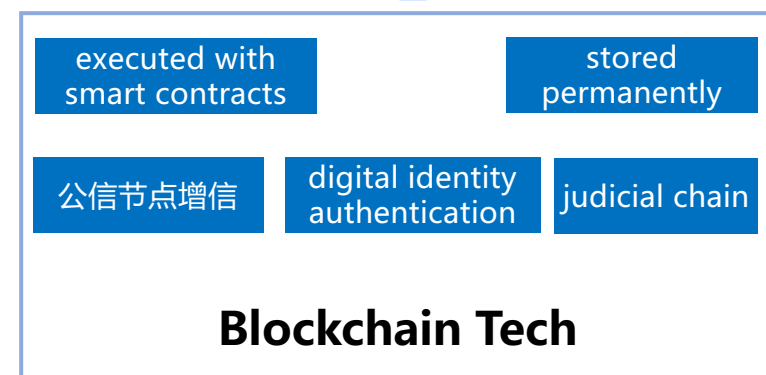 executed with
smart contracts
stored
permanently
公信节点增信
digital identity
authentication
judicial chain
Blockchain Tech